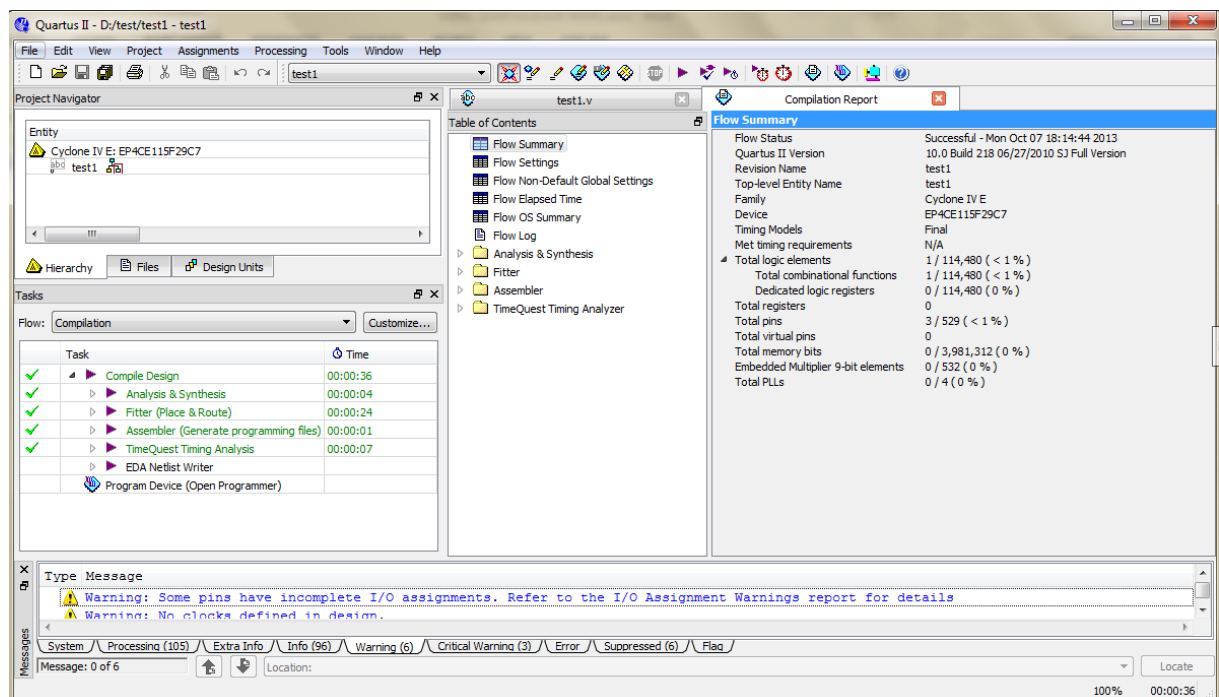 Quartus II - D:/test/test1 - test1
File Edit View Project Assignments Processing Tools Window Help
test1
Project Navigator
Entity
Cyclone IV E: EP4CE115F29C7
abd test1
Hierarchy Files Design Units
Tasks
Flow: Compilation Customize...
Task Time
Compile Design 00:00:36
Analysis & Synthesis 00:00:04
Fitter (Place & Route) 00:00:24
Assembler (Generate programming files) 00:00:01
TimeQuest Timing Analysis 00:00:07
EDA Netlist Writer
Program Device (Open Programmer)
abc test1.v
Compilation Report
Table of Contents
Flow Summary
Flow Settings
Flow Non-Default Global Settings
Flow Elapsed Time
Flow OS Summary
Flow Log
Analysis & Synthesis
Fitter
Assembler
TimeQuest Timing Analyzer
Flow Summary
Flow Status Successful - Mon Oct 07 18:14:44 2013
Quartus II Version 10.0 Build 218 06/27/2010 SJ Full Version
Revision Name test1
Top-level Entity Name test1
Family Cyclone IV E
Device EP4CE115F29C7
Timing Models Final
Met timing requirements N/A
Total logic elements 1 / 114,480 ( < 1 % )
Total combinational functions 1 / 114,480 ( < 1 % )
Dedicated logic registers 0 / 114,480 ( 0 % )
Total registers 0
Total pins 3 / 529 ( < 1 % )
Total virtual pins 0
Total memory bits 0 / 3,981,312 ( 0 % )
Embedded Multiplier 9-bit elements 0 / 532 ( 0 % )
Total PLLs 0 / 4 ( 0 % )
Type Message
Warning: Some pins have incomplete I/O assignments. Refer to the I/O Assignment Warnings report for details
Warning: No clocks defined in design.
System Processing (105) Extra Info Info (96) Warning (6) Critical Warning (3) Error Suppressed (6) Flag
Messages
Message: 0 of 6 Location: Locate
100% 00:00:36